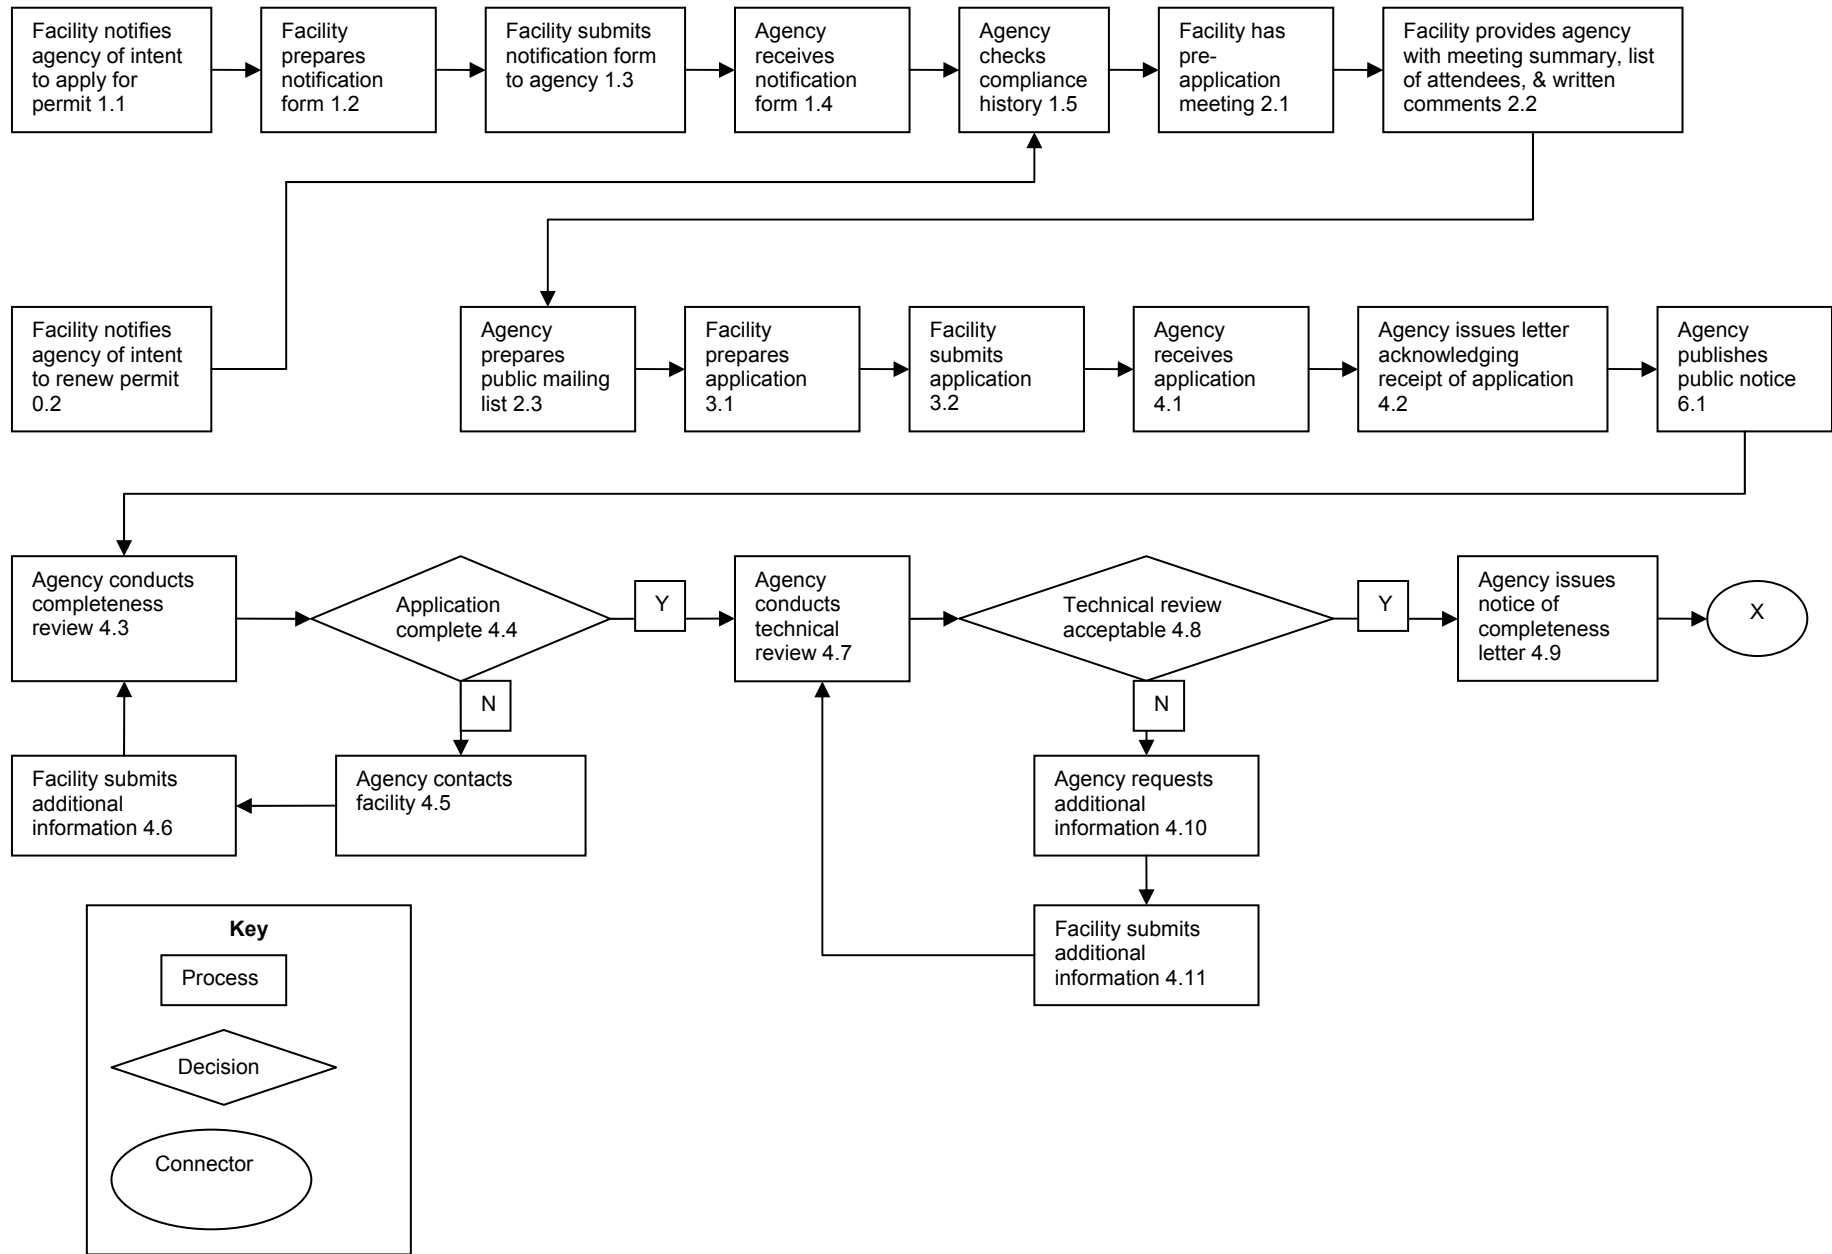 Facility notifies
agency of intent
to apply for
permit 1.1
Facility
prepares
notification
form 1.2
Facility submits
notification form
to agency 1.3
Agency
receives
notification
form 1.4
Agency
checks
compliance
history 1.5
Facility has
pre-
application
meeting 2.1
Facility provides agency
with meeting summary, list
of attendees, & written
comments 2.2
Facility notifies
agency of intent
to renew permit
0.2
Agency
prepares
public mailing
list 2.3
Facility
prepares
application
3.1
Facility
submits
application
3.2
Agency
receives
application
4.1
Agency issues letter
acknowledging
receipt of application
4.2
Agency
publishes
public notice
6.1
Agency conducts
completeness
review 4.3
Application
complete 4.4
Y
Agency
conducts
technical
review 4.7
Technical review
acceptable 4.8
Y
Agency issues
notice of
completeness
letter 4.9
X
N
N
Facility submits
additional
information 4.6
Agency contacts
facility 4.5
Agency requests
additional
information 4.10
Facility submits
additional
information 4.11
Key
Process
Decision
Connector